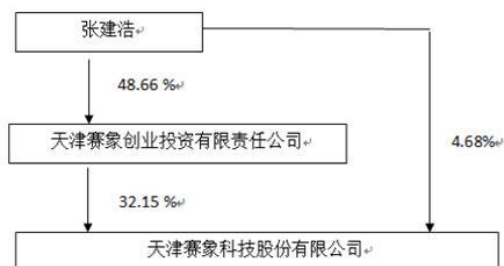 张建浩
48.66 %
天津赛象创业投资有限责任公司
4.68%
32.15 %
天津赛象科技股份有限公司